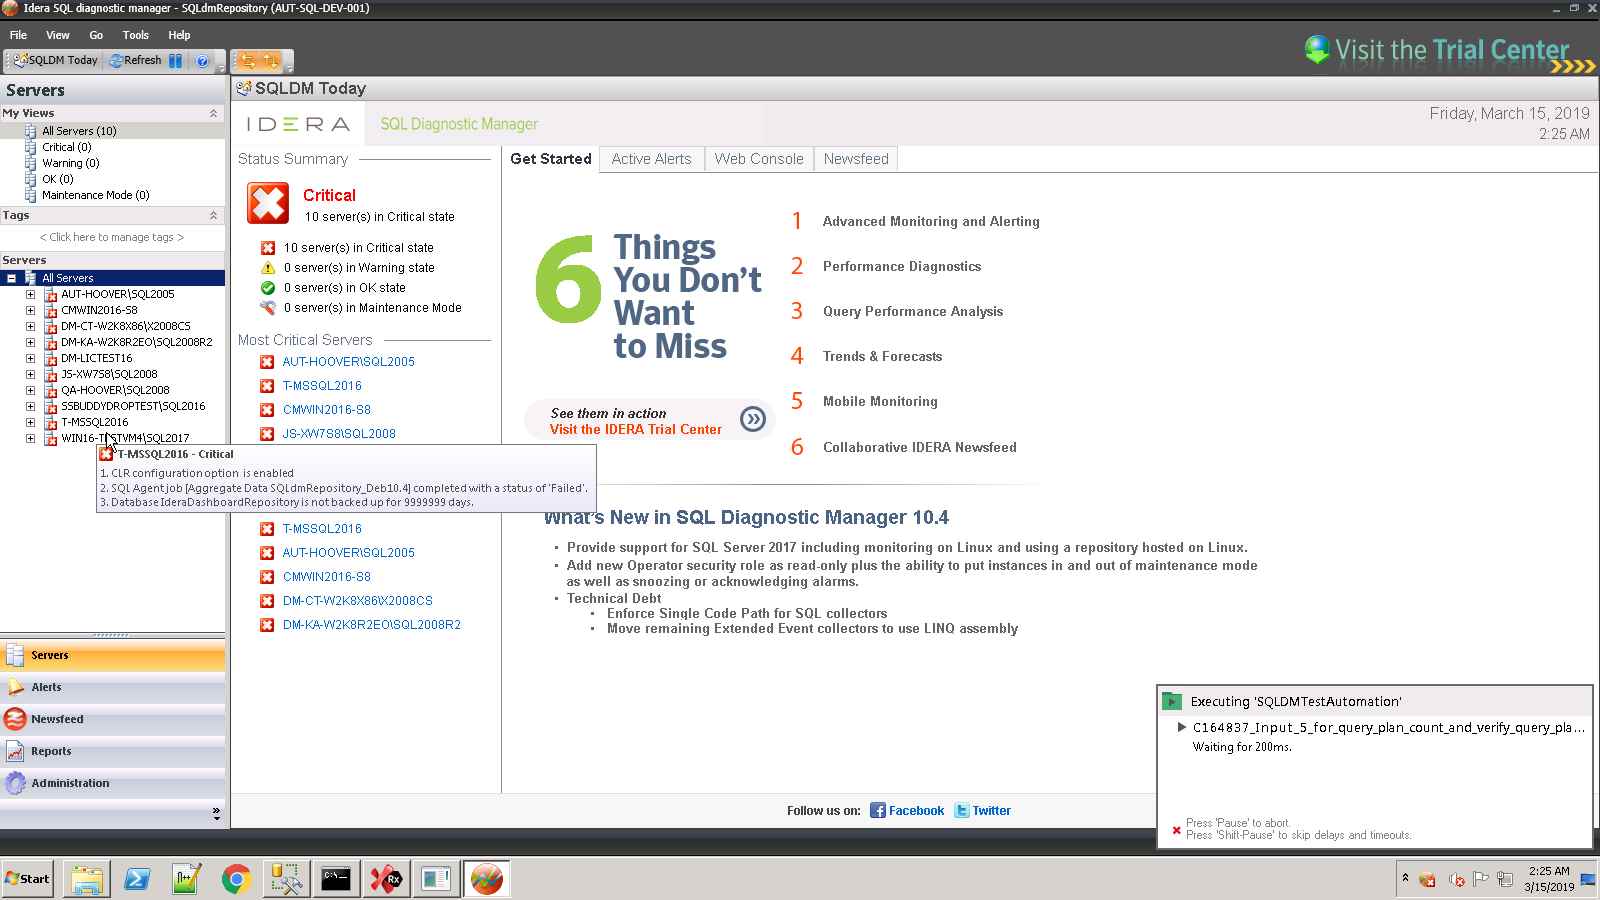 Idera SQL diagnostic manager - SQLdmRepository (AUT-SQL-DEV-001)
File View Go Tools Help
SQLDM Today Refresh
Visit the Trial Center
Servers
My Views
All Servers (10)
Critical (0)
Warning (0)
OK (0)
Maintenance Mode (0)
Tags
< Click here to manage tags >
Servers
All Servers
AUT-HOOVER\SQL2005
CMWIN2016-S8
DM-CT-W2K8X86\X2008CS
DM-KA-W2K8R2EO\SQL2008R2
DM-LICTEST16
JS-XW7S8\SQL2008
QA-HOOVER\SQL2008
SSBUDDYDROPTEST\SQL2016
T-MSSQL2016
WIN16-TESTVM4\SQL2017
T-MSSQL2016 - Critical
1. CLR configuration option is enabled
2. SQL Agent job [Aggregate Data SQLdmRepository_Deb10.4] completed with a status of 'Failed'.
3. Database IderaDashboardRepository is not backed up for 9999999 days.
Servers
Alerts
Newsfeed
Reports
Administration
SQLDM Today
IDERA SQL Diagnostic Manager
Friday, March 15, 2019
2:25 AM
Status Summary
Critical
10 server(s) in Critical state
10 server(s) in Critical state
0 server(s) in Warning state
0 server(s) in OK state
0 server(s) in Maintenance Mode
Most Critical Servers
AUT-HOOVER\SQL2005
T-MSSQL2016
CMWIN2016-S8
JS-XW7S8\SQL2008
T-MSSQL2016
AUT-HOOVER\SQL2005
CMWIN2016-S8
DM-CT-W2K8X86\X2008CS
DM-KA-W2K8R2EO\SQL2008R2
Get Started Active Alerts Web Console Newsfeed
6 Things
You Don't
Want
to Miss
See them in action
Visit the IDERA Trial Center
1 Advanced Monitoring and Alerting
2 Performance Diagnostics
3 Query Performance Analysis
4 Trends & Forecasts
5 Mobile Monitoring
6 Collaborative IDERA Newsfeed
What's New in SQL Diagnostic Manager 10.4
• Provide support for SQL Server 2017 including monitoring on Linux and using a repository hosted on Linux.
• Add new Operator security role as read-only plus the ability to put instances in and out of maintenance mode
as well as snoozing or acknowledging alarms.
• Technical Debt
• Enforce Single Code Path for SQL collectors
• Move remaining Extended Event collectors to use LINQ assembly
Follow us on: Facebook Twitter
Executing 'SQLDMTestAutomation'
C164837_Input_5_for_query_plan_count_and_verify_query_pla...
Waiting for 200ms.
Press 'Pause' to abort.
Press 'Shift-Pause' to skip delays and timeouts.
Start
2:25 AM
3/15/2019